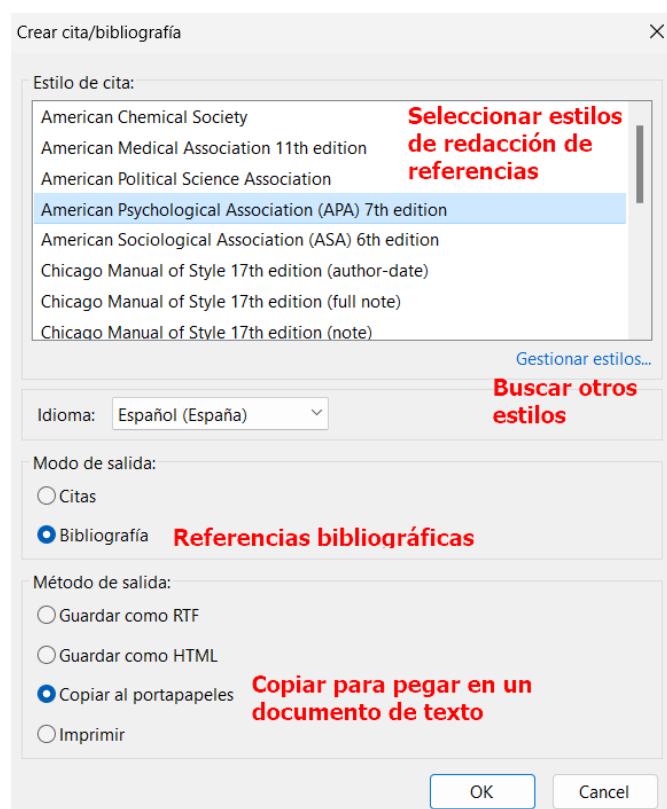 Crear cita/bibliografía
Estilo de cita:
American Chemical Society
American Medical Association 11th edition
American Political Science Association
American Psychological Association (APA) 7th edition
American Sociological Association (ASA) 6th edition
Chicago Manual of Style 17th edition (author-date)
Chicago Manual of Style 17th edition (full note)
Chicago Manual of Style 17th edition (note)
Seleccionar estilos
de redacción de
referencias
Gestionar estilos...
Buscar otros
estilos
Idioma: Español (España)
Modo de salida:
Citas
Bibliografía
Referencias bibliográficas
Método de salida:
Guardar como RTF
Guardar como HTML
Copiar al portapapeles
Copiar para pegar en un
documento de texto
Imprimir
OK Cancel